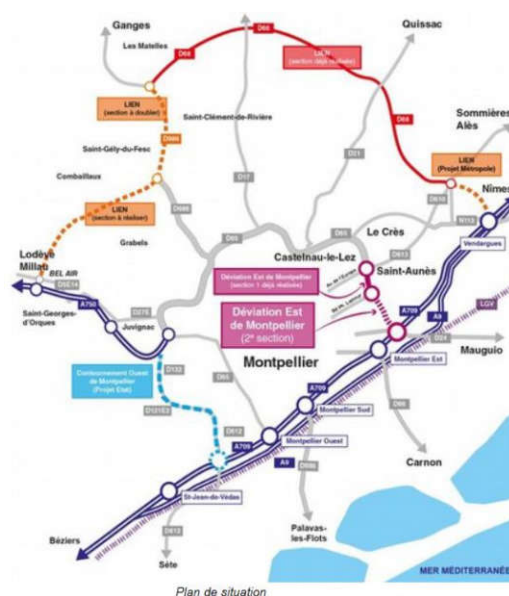 Ganges
Quissac
Les Matelles
D68
D68
LIEN
(section déjà réalisée)
LIEN
(section à doubler)
D986
Saint-Clément-de-Rivière
D68
Sommières
Alès
Saint-Gély-du-Fesc
D17
D21
LIEN
(Projet Métropole)
Nîmes
Combaillaux
D610
LIEN
(section à réaliser)
D986
D65
D65
Le Crès
N113
Vendargues
Grabels
Castelnau-le-Lez
D613
Lodève
Millau
BEL AIR
Déviation Est de Montpellier
(section 1 déjà réalisée)
Av. de l'Europe
Saint-Aunès
D5E14
A750
A709
A9
LGV
Déviation Est
de Montpellier
(2e section)
Saint-Georges-
d'Orques
Juvignac
D27E
D24
Mauguio
Montpellier
Montpellier Est
Contournement Ouest
de Montpellier
(Projet Etat)
D132
D65
A709
D66
D131E2
Montpellier Sud
D612
A709
Montpellier Ouest
Carnon
A9
D986
St-Jean-de-Védas
D612
Palavas-
les-Flots
Béziers
Sète
MER MÉDITERRANÉE
Plan de situation